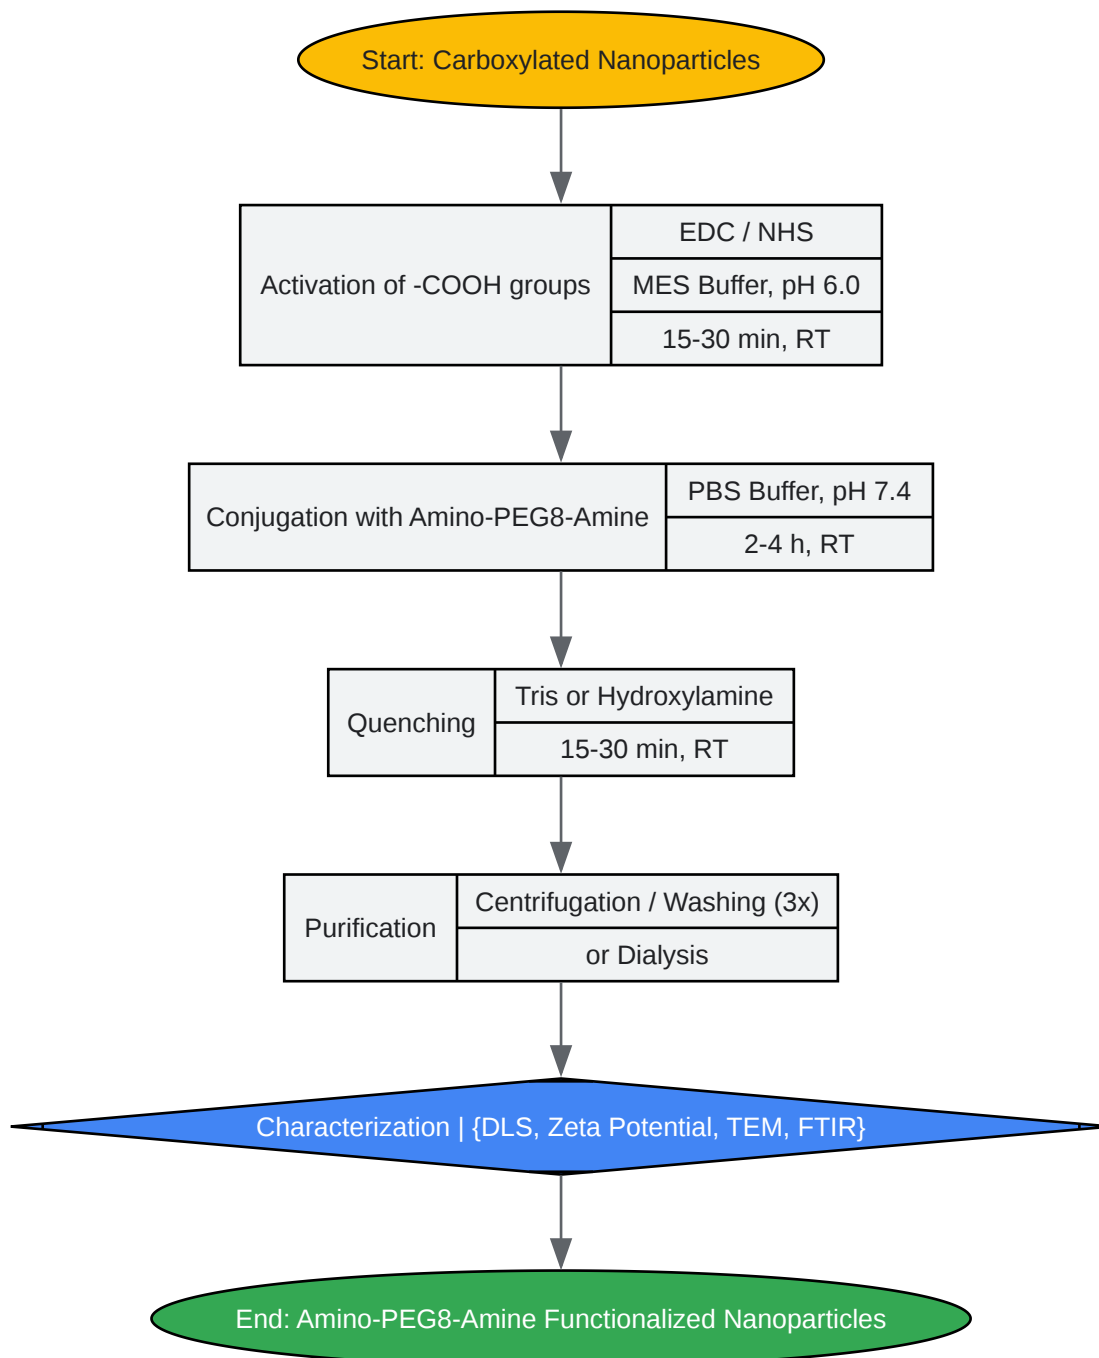 Start: Carboxylated Nanoparticles
Activation of -COOH groups
EDC / NHS
MES Buffer, pH 6.0
15-30 min, RT
Conjugation with Amino-PEG8-Amine
PBS Buffer, pH 7.4
2-4 h, RT
Quenching
Tris or Hydroxylamine
15-30 min, RT
Purification
Centrifugation / Washing (3x)
or Dialysis
Characterization | {DLS, Zeta Potential, TEM, FTIR}
End: Amino-PEG8-Amine Functionalized Nanoparticles